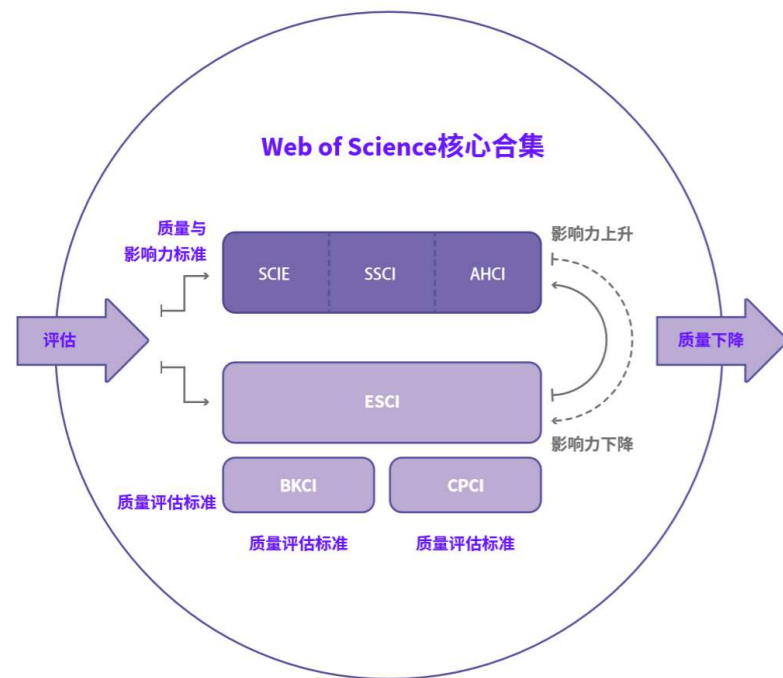 Web of Science核心合集
质量与
影响力标准
SCIE
SSCI
AHCI
影响力上升
评估
质量下降
ESCI
影响力下降
BKCI
CPCI
质量评估标准
质量评估标准
质量评估标准